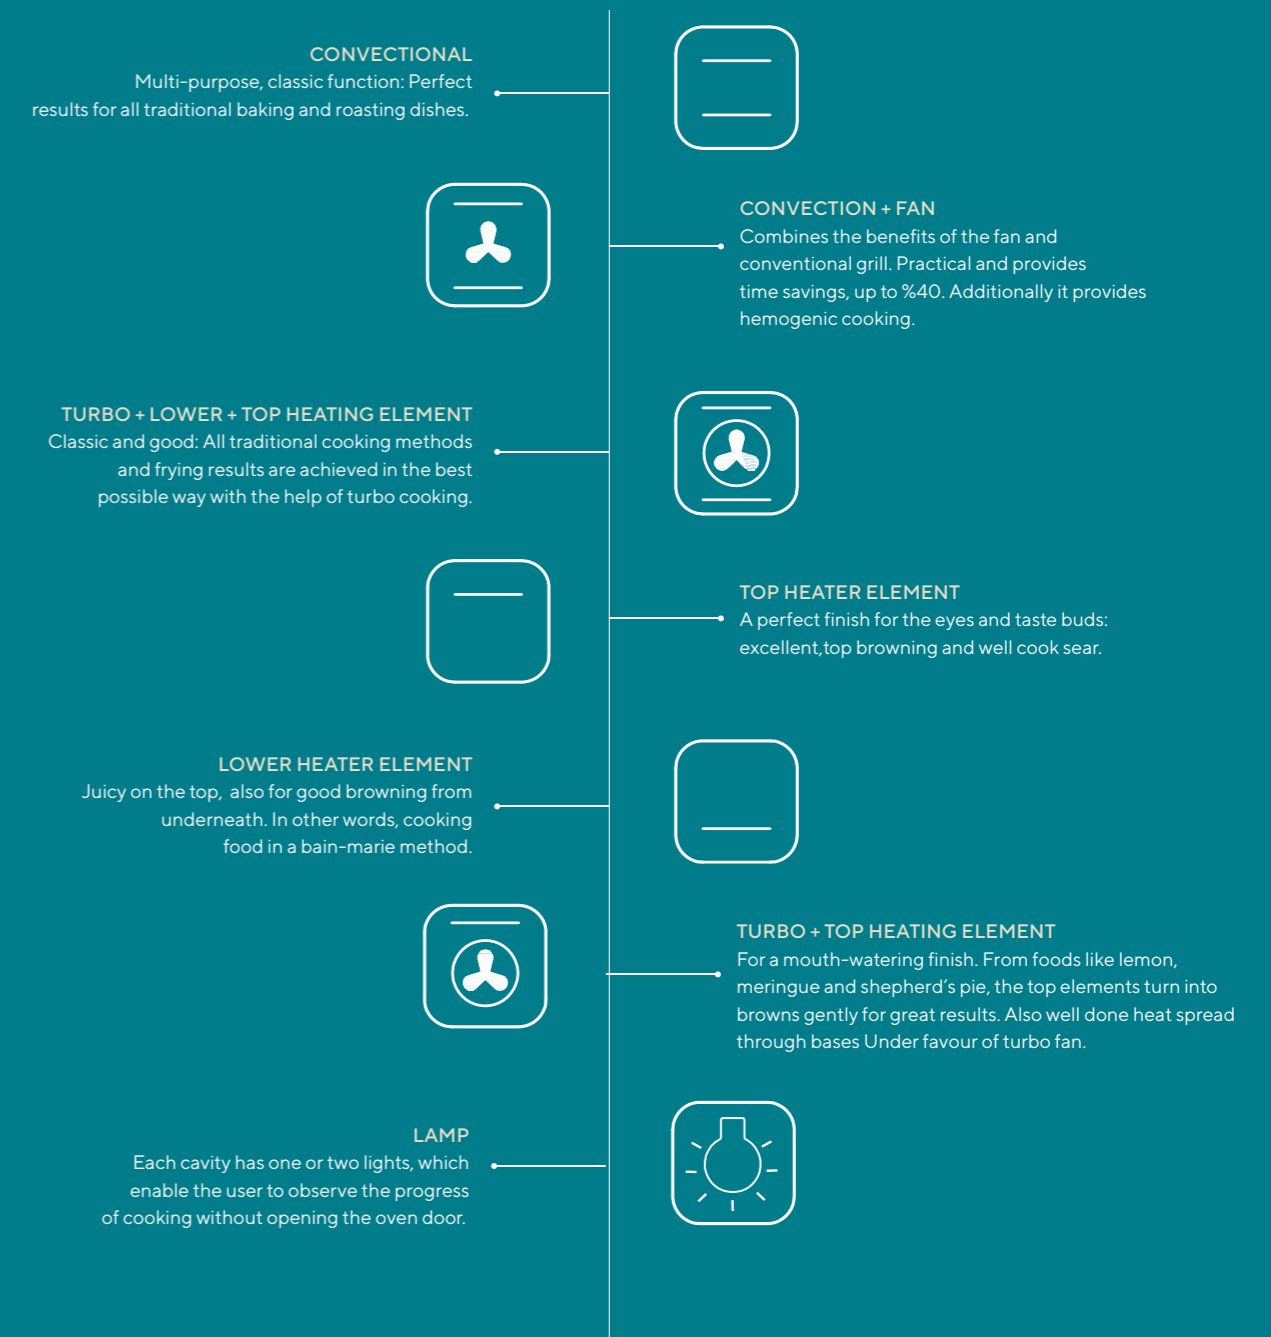 CONVECTIONAL
Multi-purpose, classic function: Perfect
results for all traditional baking and roasting dishes.
CONVECTION + FAN
Combines the benefits of the fan and
conventional grill. Practical and provides
time savings, up to %40. Additionally it provides
hemogenic cooking.
TURBO + LOWER + TOP HEATING ELEMENT
Classic and good: All traditional cooking methods
and frying results are achieved in the best
possible way with the help of turbo cooking.
TOP HEATER ELEMENT
A perfect finish for the eyes and taste buds:
excellent,top browning and well cook sear.
LOWER HEATER ELEMENT
Juicy on the top, also for good browning from
underneath. In other words, cooking
food in a bain-marie method.
TURBO + TOP HEATING ELEMENT
For a mouth-watering finish. From foods like lemon,
meringue and shepherd's pie, the top elements turn into
browns gently for great results. Also well done heat spread
through bases Under favour of turbo fan.
LAMP
Each cavity has one or two lights, which
enable the user to observe the progress
of cooking without opening the oven door.